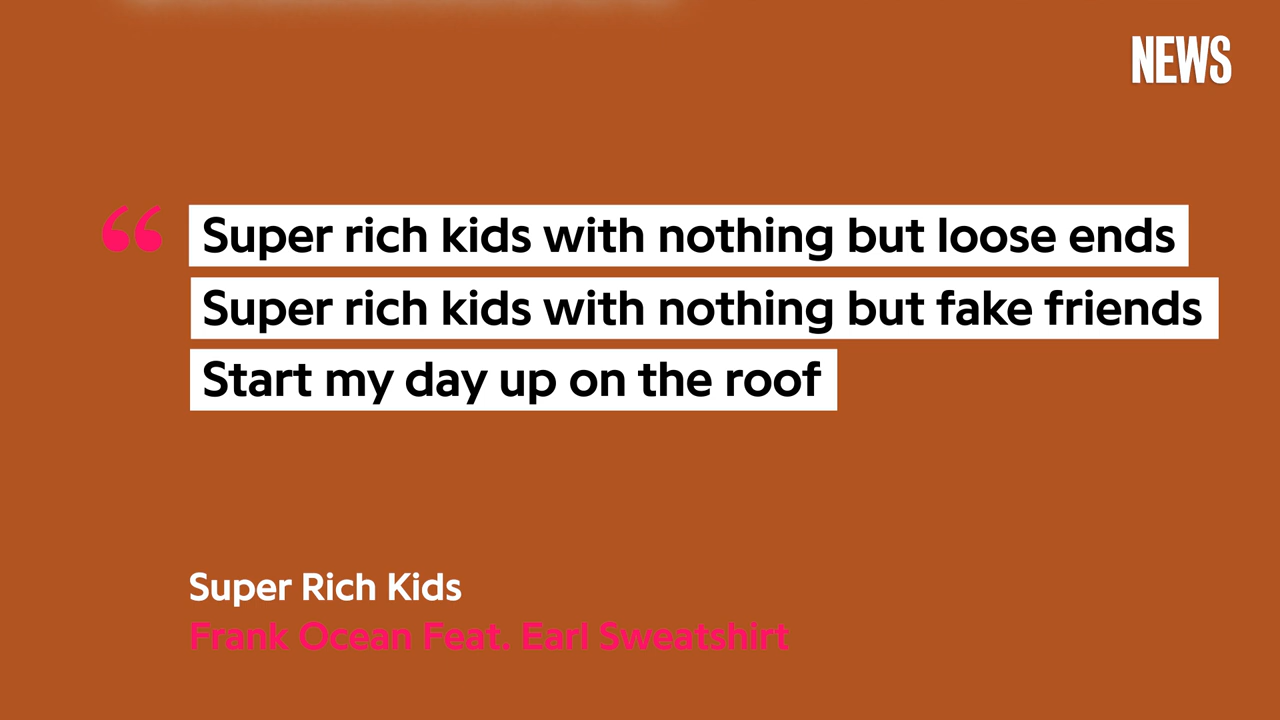 NEWS
“Super rich kids with nothing but loose ends
Super rich kids with nothing but fake friends
Start my day up on the roof
Super Rich Kids
Frank Ocean Feat. Earl Sweatshirt